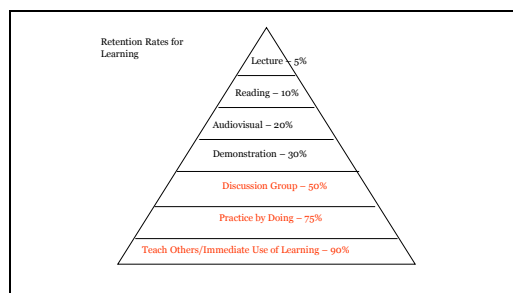 Retention Rates for
Learning
Lecture – 5%
Reading – 10%
Audiovisual – 20%
Demonstration – 30%
Discussion Group – 50%
Practice by Doing – 75%
Teach Others/Immediate Use of Learning – 90%